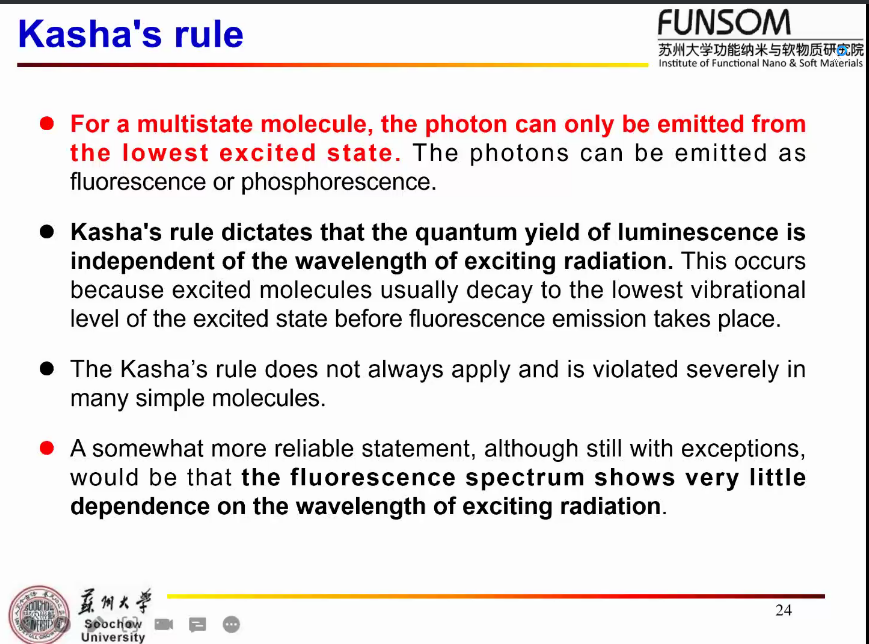 Kasha's rule
FUNSOM
苏州大学功能纳米与软物质研究院
Institute of Functional Nano & Soft Materials
For a multistate molecule, the photon can only be emitted from
the lowest excited state. The photons can be emitted as
fluorescence or phosphorescence.
Kasha's rule dictates that the quantum yield of luminescence is
independent of the wavelength of exciting radiation. This occurs
because excited molecules usually decay to the lowest vibrational
level of the excited state before fluorescence emission takes place.
The Kasha's rule does not always apply and is violated severely in
many simple molecules.
A somewhat more reliable statement, although still with exceptions,
would be that the fluorescence spectrum shows very little
dependence on the wavelength of exciting radiation.
蘇州大學
Soochow
University
24